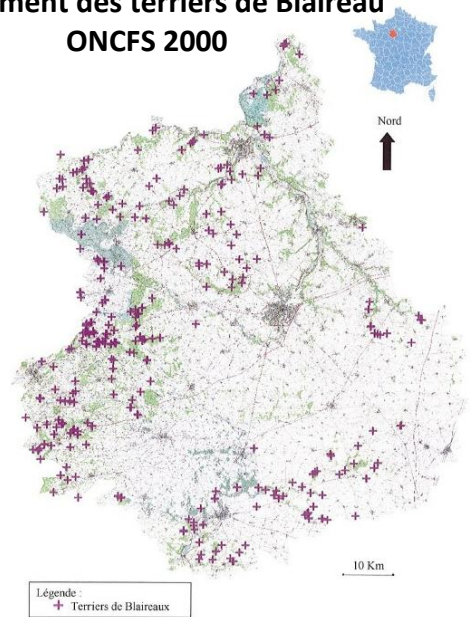 ment des terriers de Blaireau
ONCFS 2000
Nord
10 Km
Légende :
+ Terriers de Blaireaux